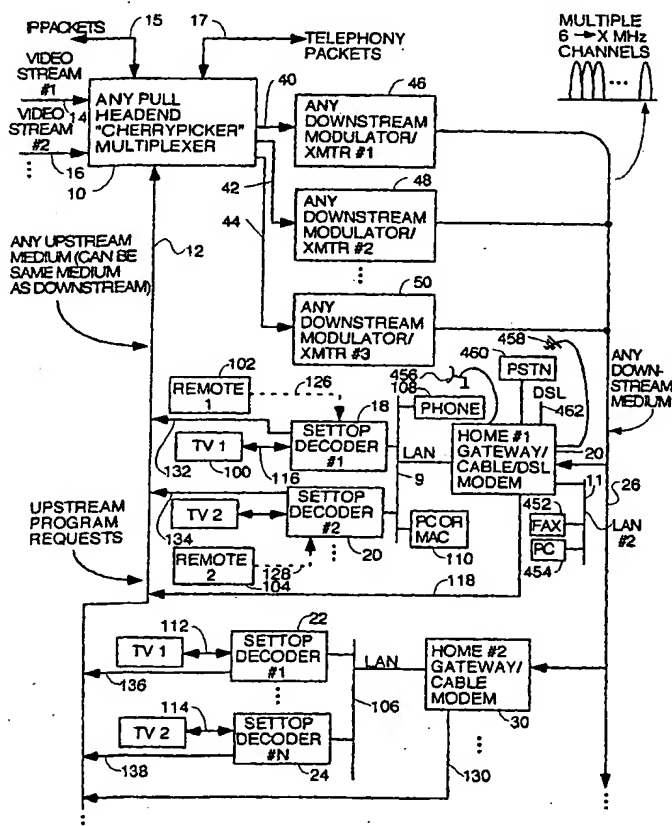 IPPACKETS
15
17
TELEPHONY
PACKETS
MULTIPLE
6 → X MHz
CHANNELS
VIDEO
STREAM
#1
14
VIDEO
STREAM
#2
16
ANY PULL
HEADEND
"CHERRYPICKER"
MULTIPLEXER
10
40
42
44
46
ANY
DOWNSTREAM
MODULATOR/
XMTR #1
48
ANY
DOWNSTREAM
MODULATOR/
XMTR #2
50
ANY
DOWNSTREAM
MODULATOR/
XMTR #3
12
ANY UPSTREAM
MEDIUM (CAN BE
SAME MEDIUM
AS DOWNSTREAM)
ANY
DOWN-
STREAM
MEDIUM
102
REMOTE
1
126
456
108
PHONE
460
PSTN
458
DSL
462
18
SETTOP
DECODER
#1
132
TV 1
100
116
LAN
9
HOME #1
GATEWAY/
CABLE/DSL
MODEM
20
11
26
SETTOP
DECODER
#2
20
134
TV 2
PC OR
MAC
110
452
FAX
PC
454
LAN
#2
REMOTE
2
104
128
118
UPSTREAM
PROGRAM
REQUESTS
22
SETTOP
DECODER
#1
112
TV 1
136
LAN
106
HOME #2
GATEWAY/
CABLE
MODEM
30
114
TV 2
138
SETTOP
DECODER
#N
24
130